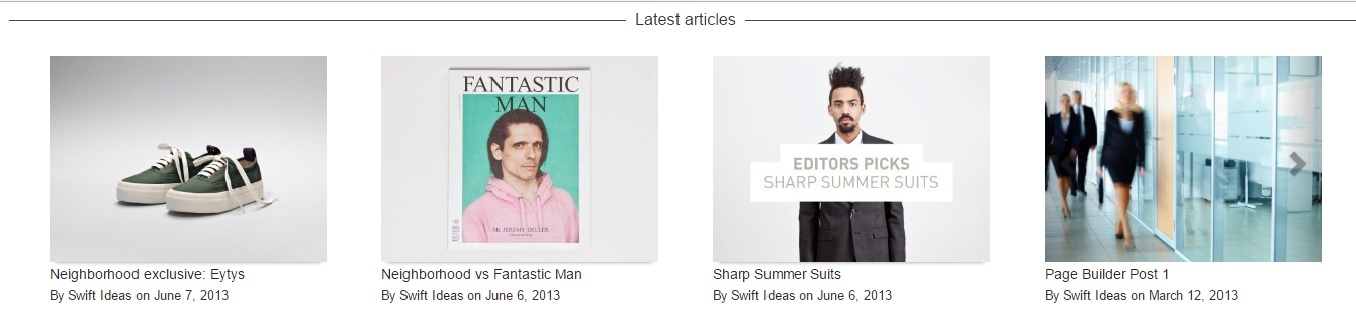 Latest articles
FANTASTIC
MAN
Mr. JEREMY DELLER
EDITORS PICKS
SHARP SUMMER SUITS
Neighborhood exclusive: Eytys
By Swift Ideas on June 7, 2013
Neighborhood vs Fantastic Man
By Swift Ideas on June 6, 2013
Sharp Summer Suits
By Swift Ideas on June 6, 2013
Page Builder Post 1
By Swift Ideas on March 12, 2013